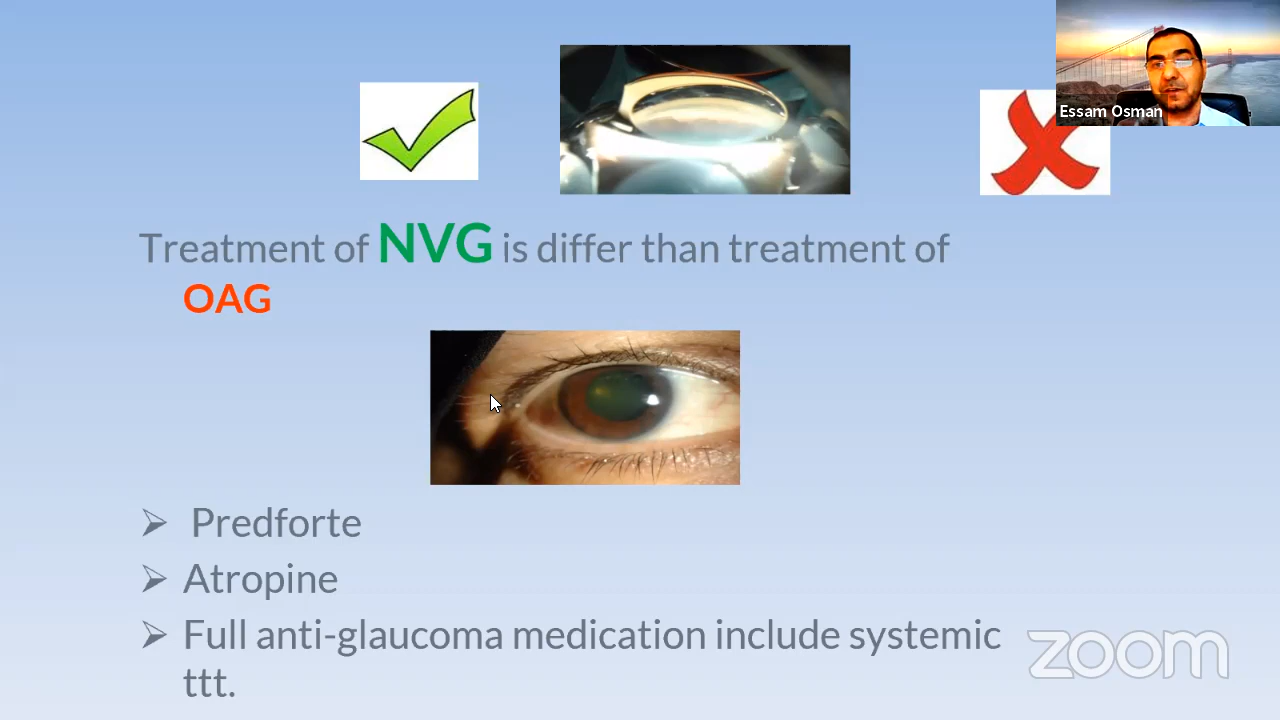 Essam Osman
Treatment of NVG is differ than treatment of
OAG
➢ Predforte
➢ Atropine
➢ Full anti-glaucoma medication include systemic
ttt.
zoom